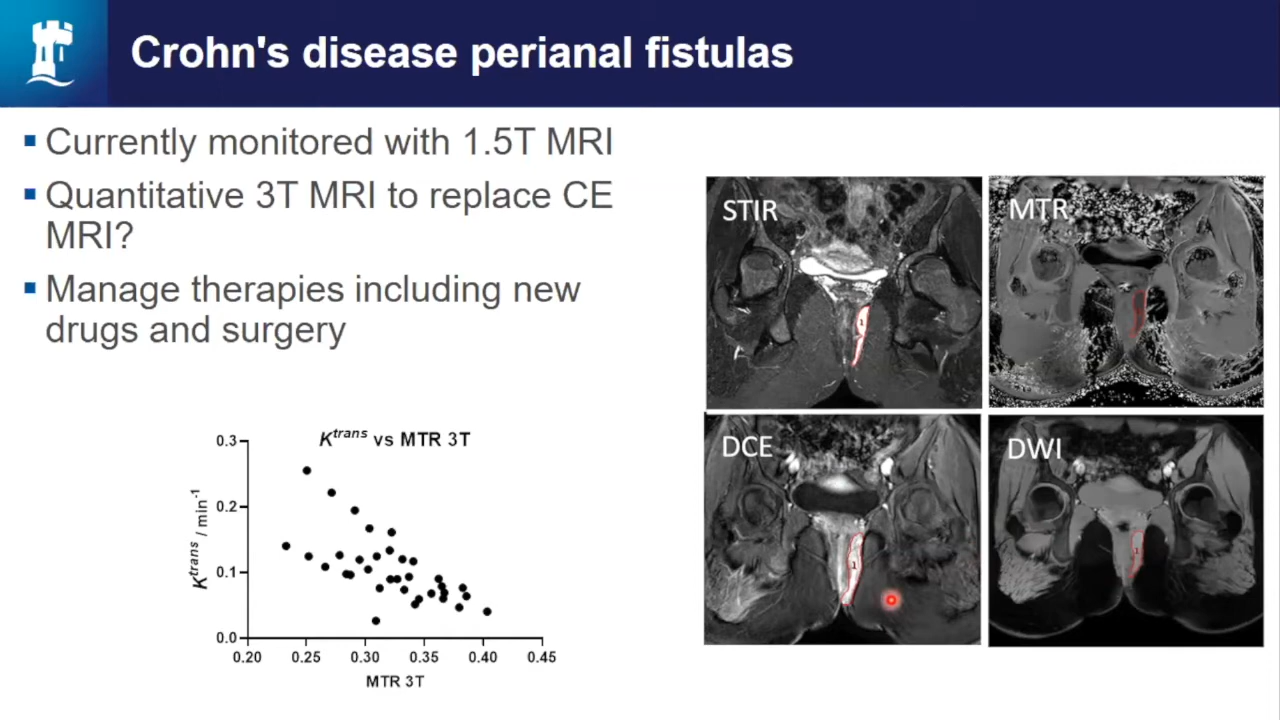 Crohn's disease perianal fistulas
▪ Currently monitored with 1.5T MRI
▪ Quantitative 3T MRI to replace CE
MRI?
▪ Manage therapies including new
drugs and surgery
Ktrans vs MTR 3T
Ktrans / min-1
0.3
0.2
0.1
0.0
0.20 0.25 0.30 0.35 0.40 0.45
MTR 3T
STIR
1
MTR
DCE
1
DWI
1